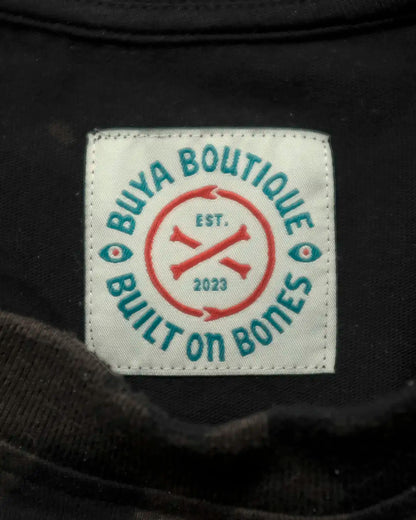 BUYA BOUTIQUE
EST.
2023
BUILT ON BONES